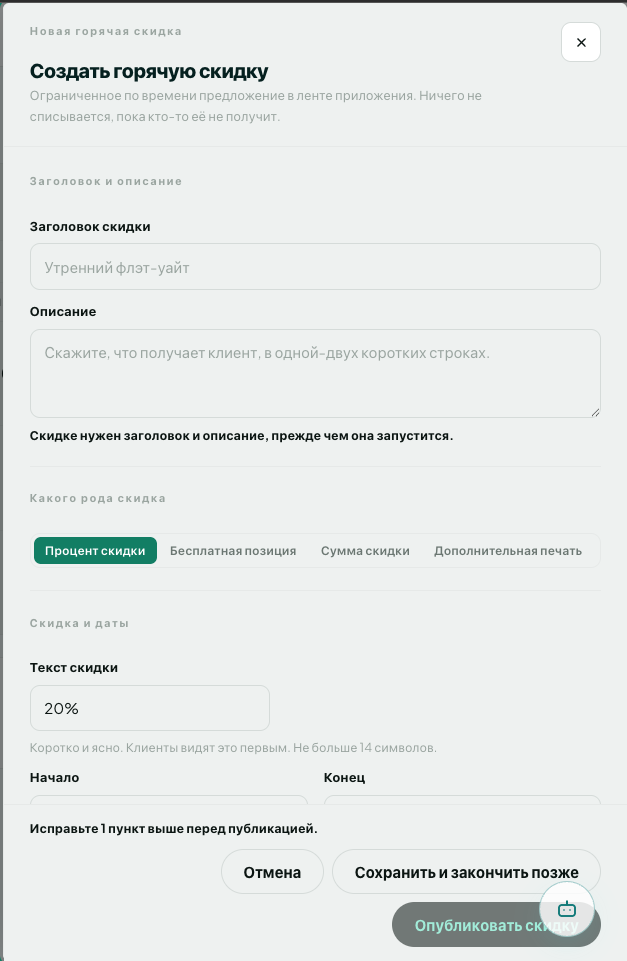 Новая горячая скидка
Создать горячую скидку
Ограниченное по времени предложение в ленте приложения. Ничего не
списывается, пока кто-то её не получит.
Заголовок и описание
Заголовок скидки
Утренний флэт-уайт
Описание
Скажите, что получает клиент, в одной-двух коротких строках.
Скидке нужен заголовок и описание, прежде чем она запустится.
Какого рода скидка
Процент скидки Бесплатная позиция Сумма скидки Дополнительная печать
Скидка и даты
Текст скидки
20%
Коротко и ясно. Клиенты видят это первым. Не больше 14 символов.
Начало Конец
Исправьте 1 пункт выше перед публикацией.
Отмена Сохранить и закончить позже
Опубликовать скидку